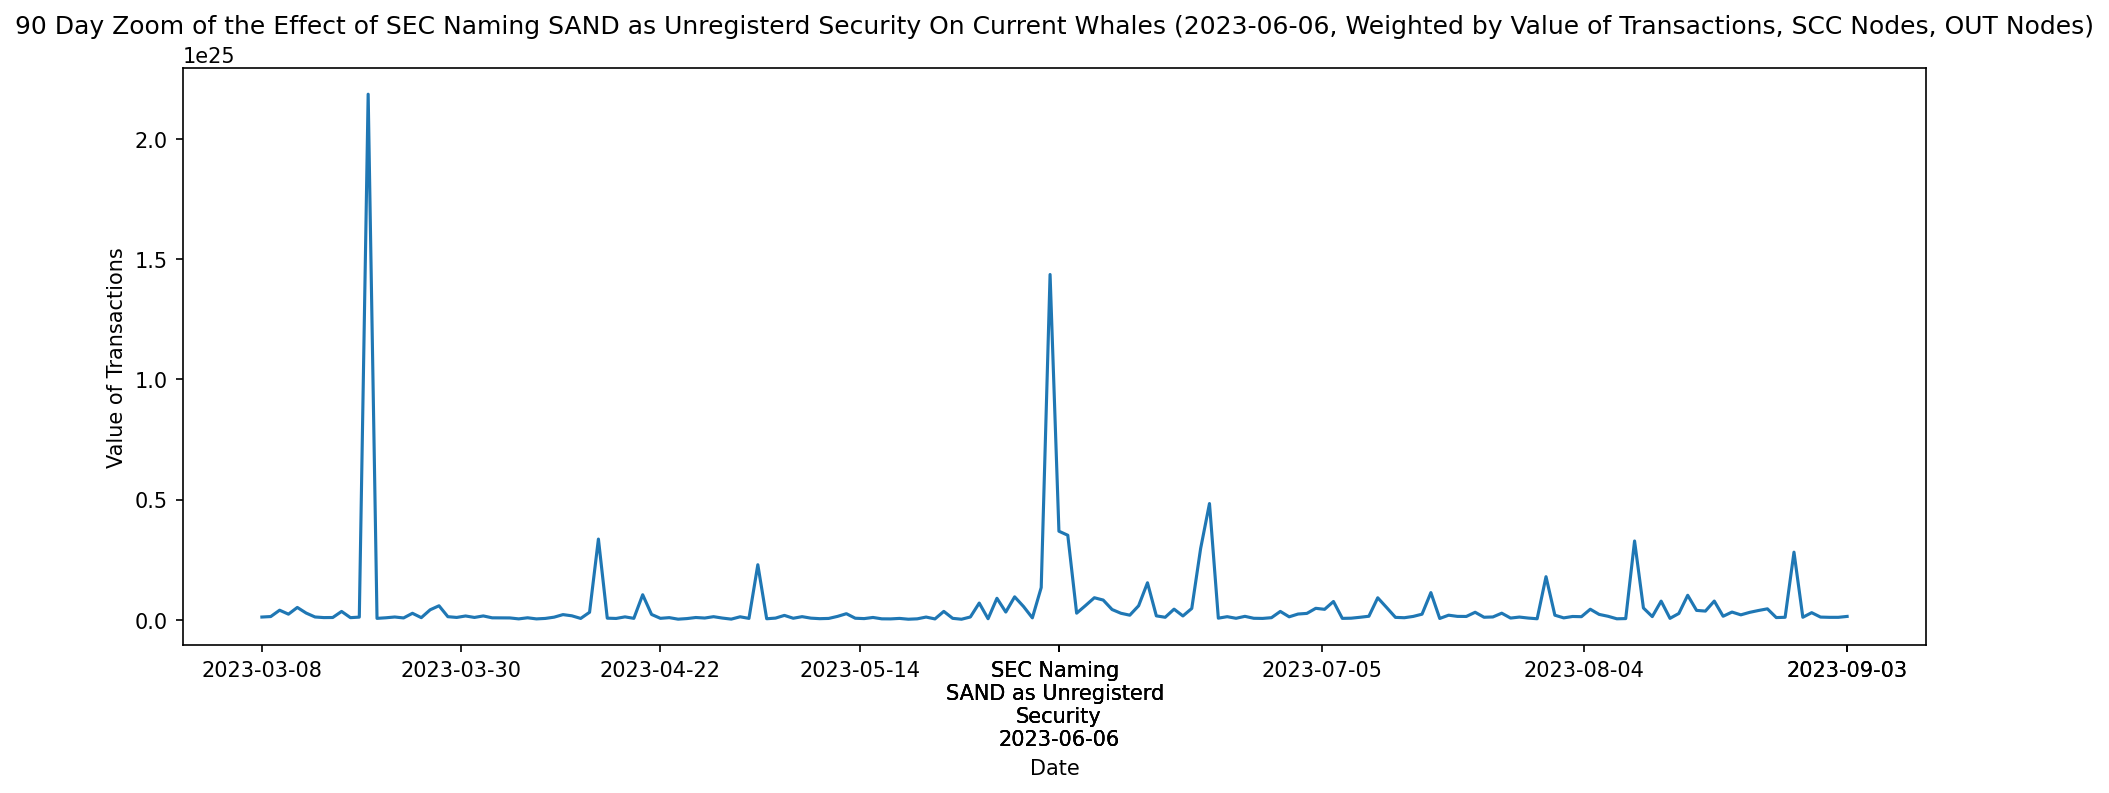 90 Day Zoom of the Effect of SEC Naming SAND as Unregisterd Security On Current Whales (2023-06-06, Weighted by Value of Transactions, SCC Nodes, OUT Nodes)
1e25
2.0
1.5
1.0
0.5
0.0
Value of Transactions
2023-03-08
2023-03-30
2023-04-22
2023-05-14
SEC Naming
SAND as Unregisterd
Security
2023-06-06
2023-07-05
2023-08-04
2023-09-03
Date